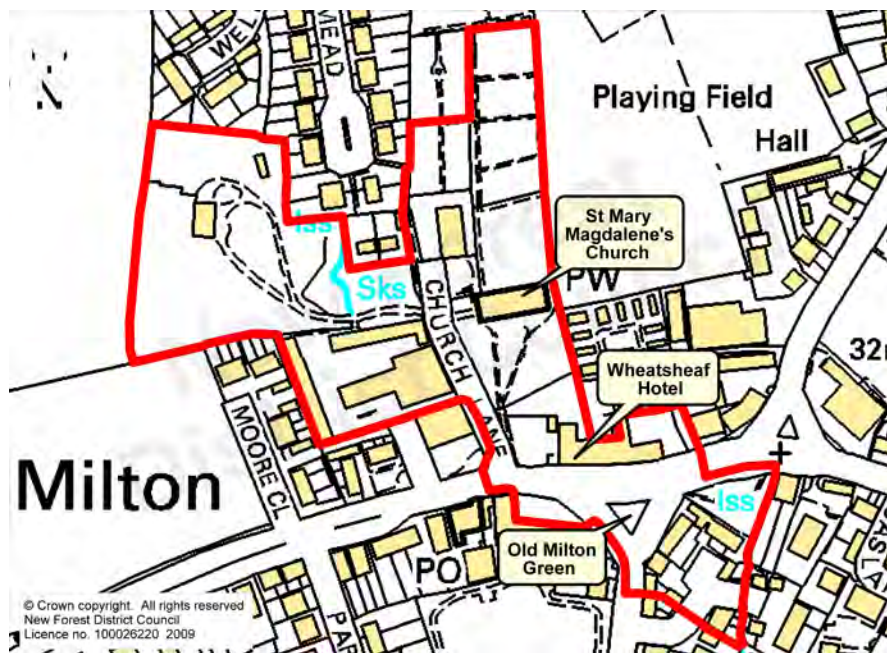 WEL
MEAD
Playing Field
Hall
St Mary
Magdalene's
Church
PW
Iss
Sks
CHURCH
LANE
32
Wheatsheaf
Hotel
MOORE CL
Milton
Iss
Old Milton
Green
PO
PAR
© Crown copyright. All rights reserved
New Forest District Council
Licence no. 100026220 2009